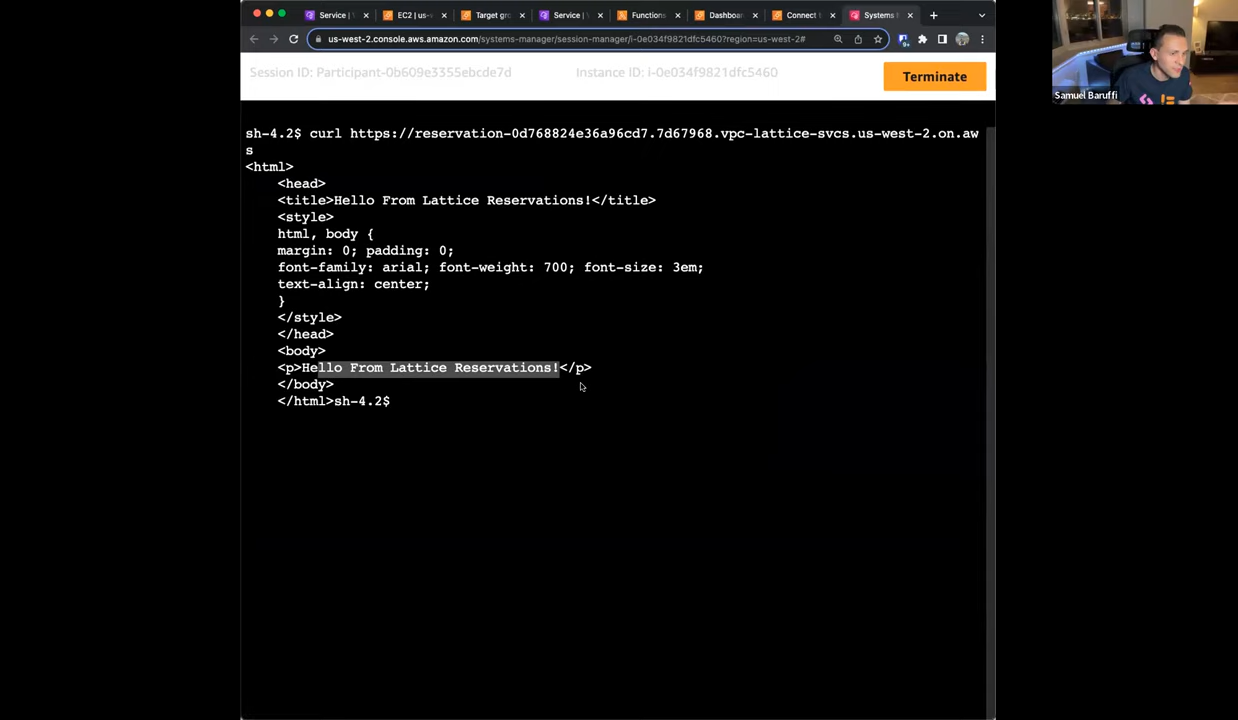 Service |
EC2 | us-w
Target gro
Service |
Functions
Dashboar
Connect
Systems
us-west-2.console.aws.amazon.com/systems-manager/session-manager/i-0e034f9821dfc5460?region=us-west-2#
Session ID: Participant-0b609e3355ebcde7d
Instance ID: i-0e034f9821dfc5460
Terminate
Samuel Baruffi
sh-4.2$ curl https://reservation-0d768824e36a96cd7.7d67968.vpc-lattice-svcs.us-west-2.on.aw
s
<html>
<head>
<title>Hello From Lattice Reservations!</title>
<style>
html, body {
margin: 0; padding: 0;
font-family: arial; font-weight: 700; font-size: 3em;
text-align: center;
}
</style>
</head>
<body>
<p>Hello From Lattice Reservations!</p>
</body>
</html>sh-4.2$